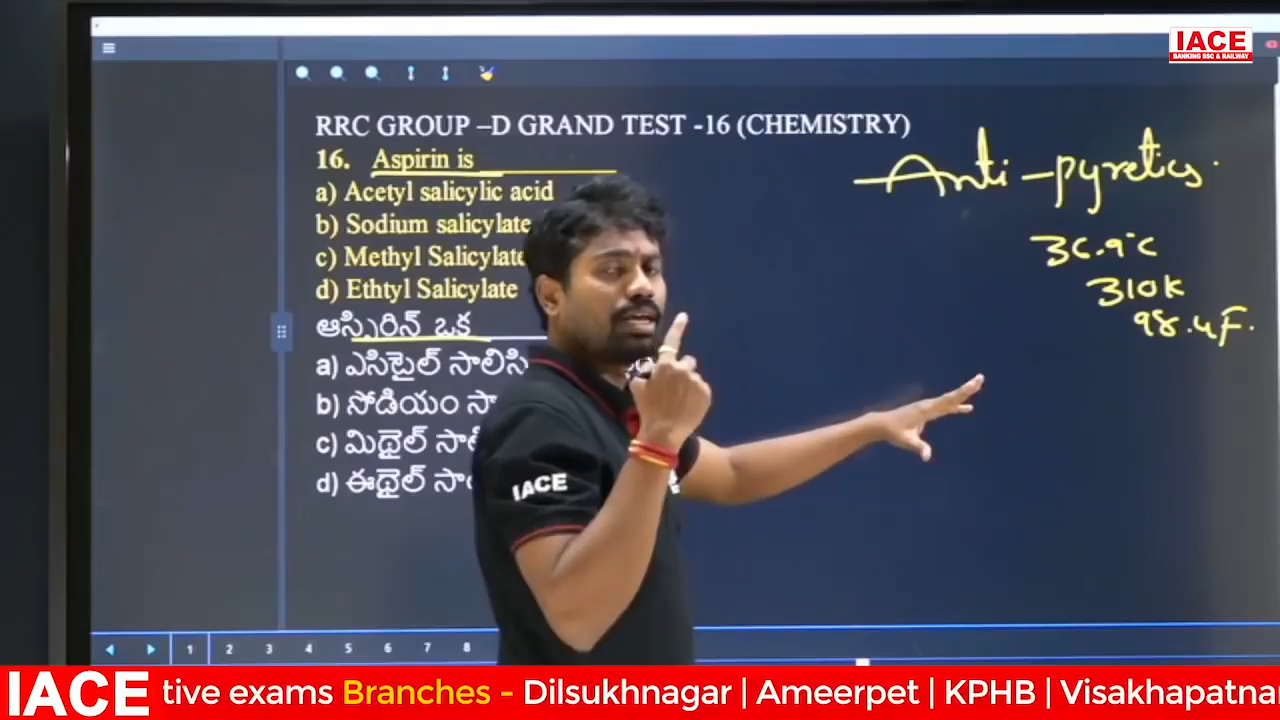 IACE
BANKING SSC & RAILWAY
RRC GROUP –D GRAND TEST -16 (CHEMISTRY)
16. Aspirin is
a) Acetyl salicylic acid
b) Sodium salicylate
c) Methyl Salicylate
d) Ethtyl Salicylate
ఆస్పిరిన్ ఒక
a) ఎసిటైల్ సాలిసి
b) సోడియం సా
c) మిథైల్ సాలి
d) ఈథైల్ సా
Anti-pyretics.
36.9°C
310K
98.4F.
IACE
1 2 3 4 5 6 7 8
IACE tive exams Branches - Dilsukhnagar | Ameerpet | KPHB | Visakhapatna